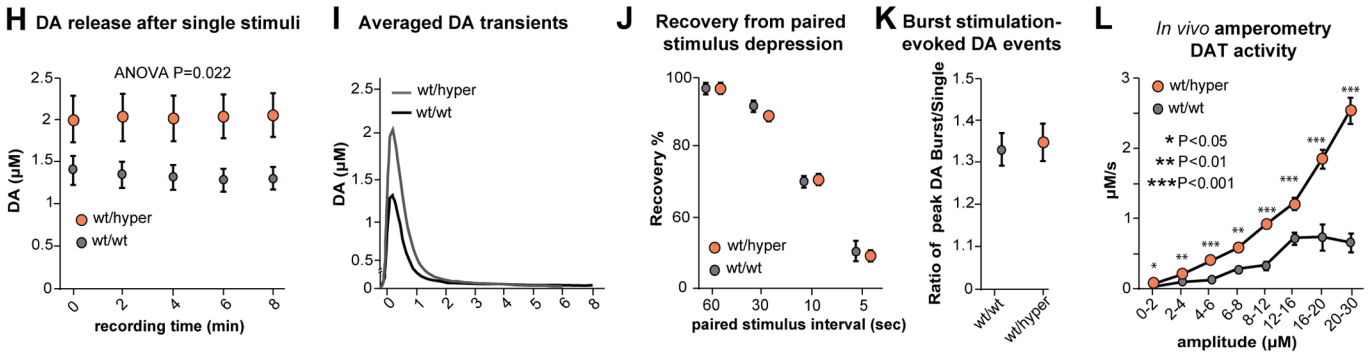 H DA release after single stimuli
ANOVA P=0.022
DA (µM)
2.5
2
1.5
1
0.5
0
wt/hyper
wt/wt
0 2 4 6 8
recording time (min)
I Averaged DA transients
DA (µM)
2.5
2
1.5
1
0.5
0
wt/hyper
wt/wt
0 1 2 3 4 5 6 7 8
J Recovery from paired
stimulus depression
Recovery %
100
80
60
40
wt/hyper
wt/wt
60 30 10 5
paired stimulus interval (sec)
K Burst stimulation-
evoked DA events
Ratio of peak DA Burst/Single
1.5
1.4
1.3
1.2
1.1
1.0
wt/wt
wt/hyper
L In vivo amperometry
DAT activity
µM/s
3
2
1
0
wt/hyper
wt/wt
* P<0.05
** P<0.01
***P<0.001
* ** *** ** *** *** *** ***
0-2 2-4 4-6 6-8 8-12 12-16 16-20 20-30
amplitude (µM)